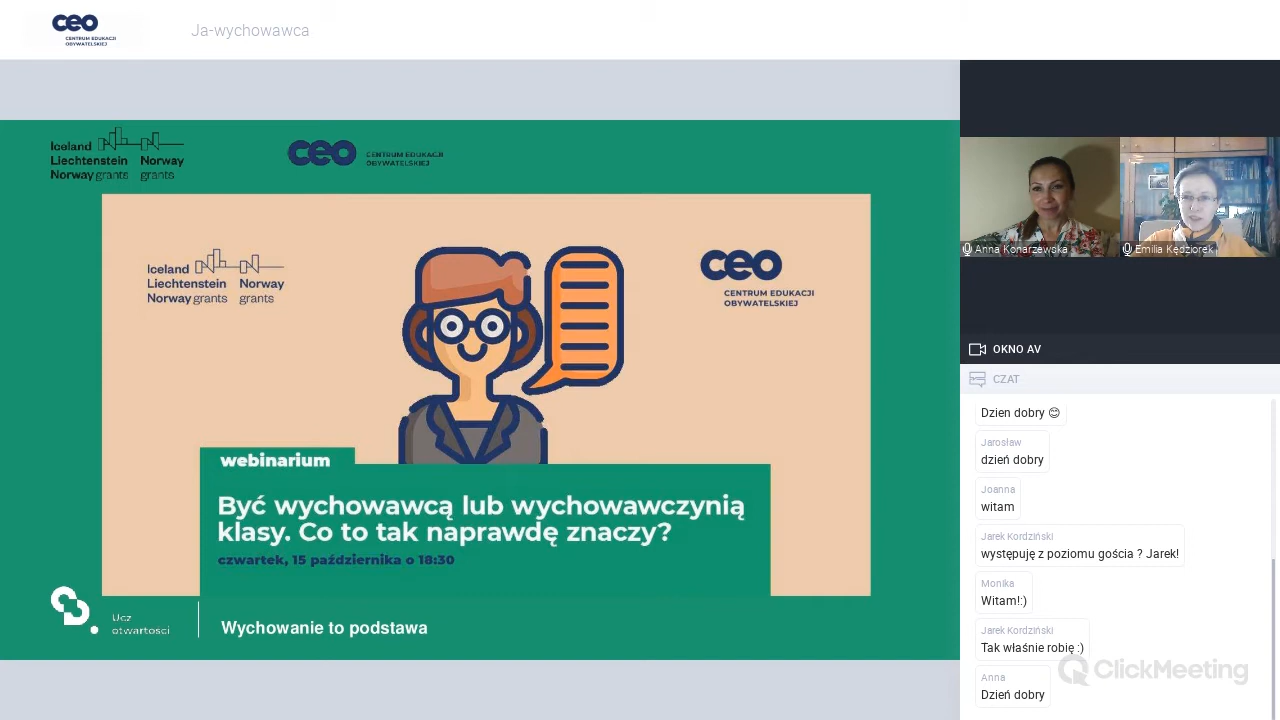 ceo
CENTRUM EDUKACJI
OBYWATELSKIEJ
Ja-wychowawca
Iceland
Liechtenstein Norway
Norway grants grants
ceo
CENTRUM EDUKACJI
OBYWATELSKIEJ
Iceland
Liechtenstein Norway
Norway grants grants
ceo
CENTRUM EDUKACJI
OBYWATELSKIEJ
webinarium
Być wychowawcą lub wychowawczynią
klasy. Co to tak naprawdę znaczy?
czwartek, 15 października o 18:30
Ucz
otwartości
Wychowanie to podstawa
Anna Konarzewska
Emilia Kędziorek
OKNO AV
CZAT
Dzien dobry 😊
Jarosław
dzień dobry
Joanna
witam
Jarek Kordziński
występuję z poziomu gościa ? Jarek!
Monika
Witam!:)
Jarek Kordziński
Tak właśnie robię :)
Anna
Dzień dobry
ClickMeeting